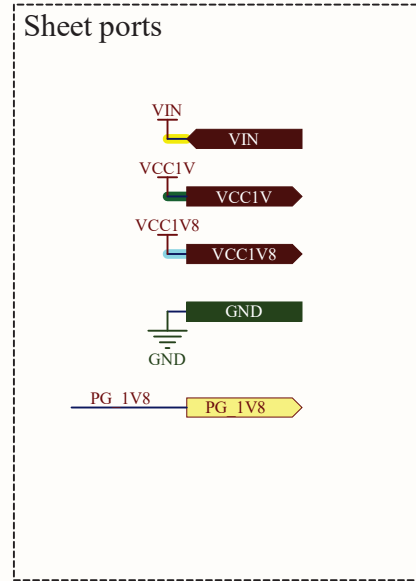 Sheet ports
VIN
VIN
VCC1V
VCC1V
VCC1V8
VCC1V8
GND
GND
PG_1V8
PG_1V8